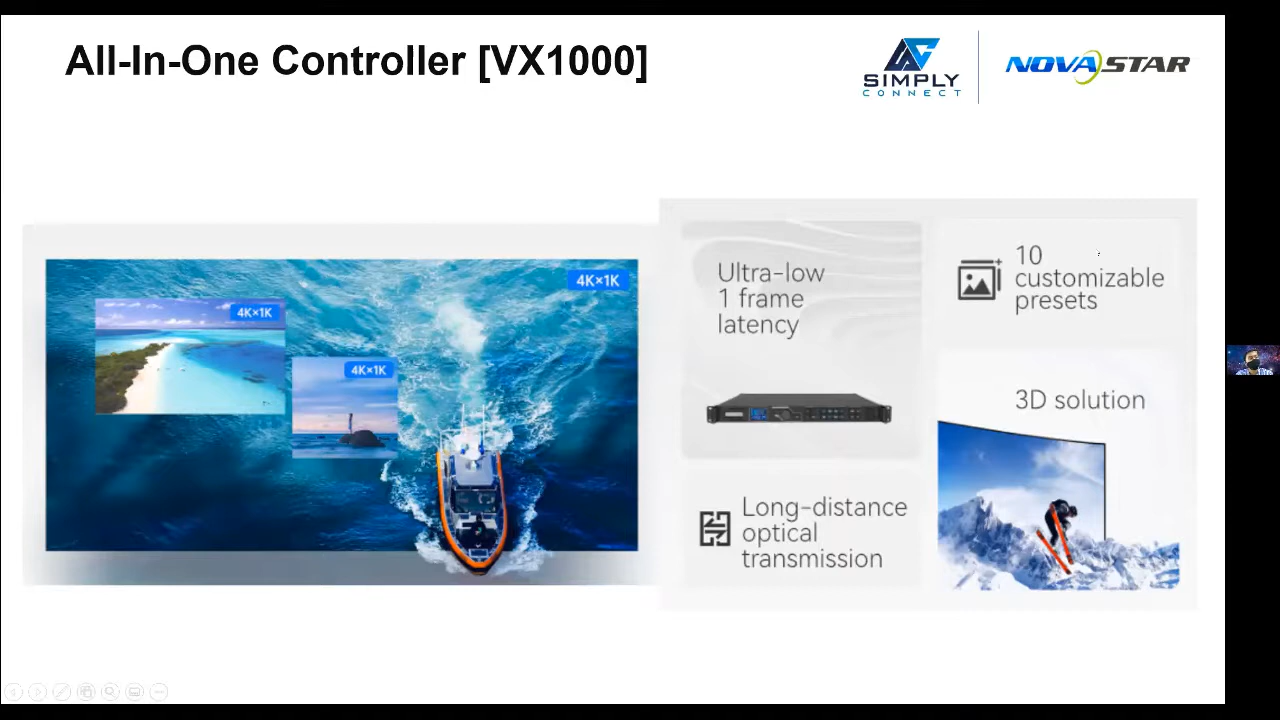 All-In-One Controller [VX1000]
SIMPLY
CONNECT
NOVASTAR
4K×1K
4K×1K
4K×1K
Ultra-low
1 frame
latency
10
customizable
presets
3D solution
Long-distance
optical
transmission